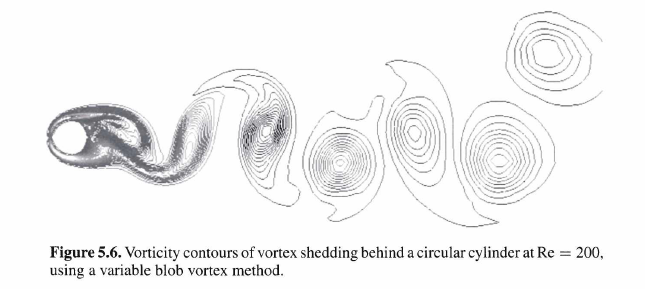 Figure 5.6. Vorticity contours of vortex shedding behind a circular cylinder at Re = 200,
using a variable blob vortex method.